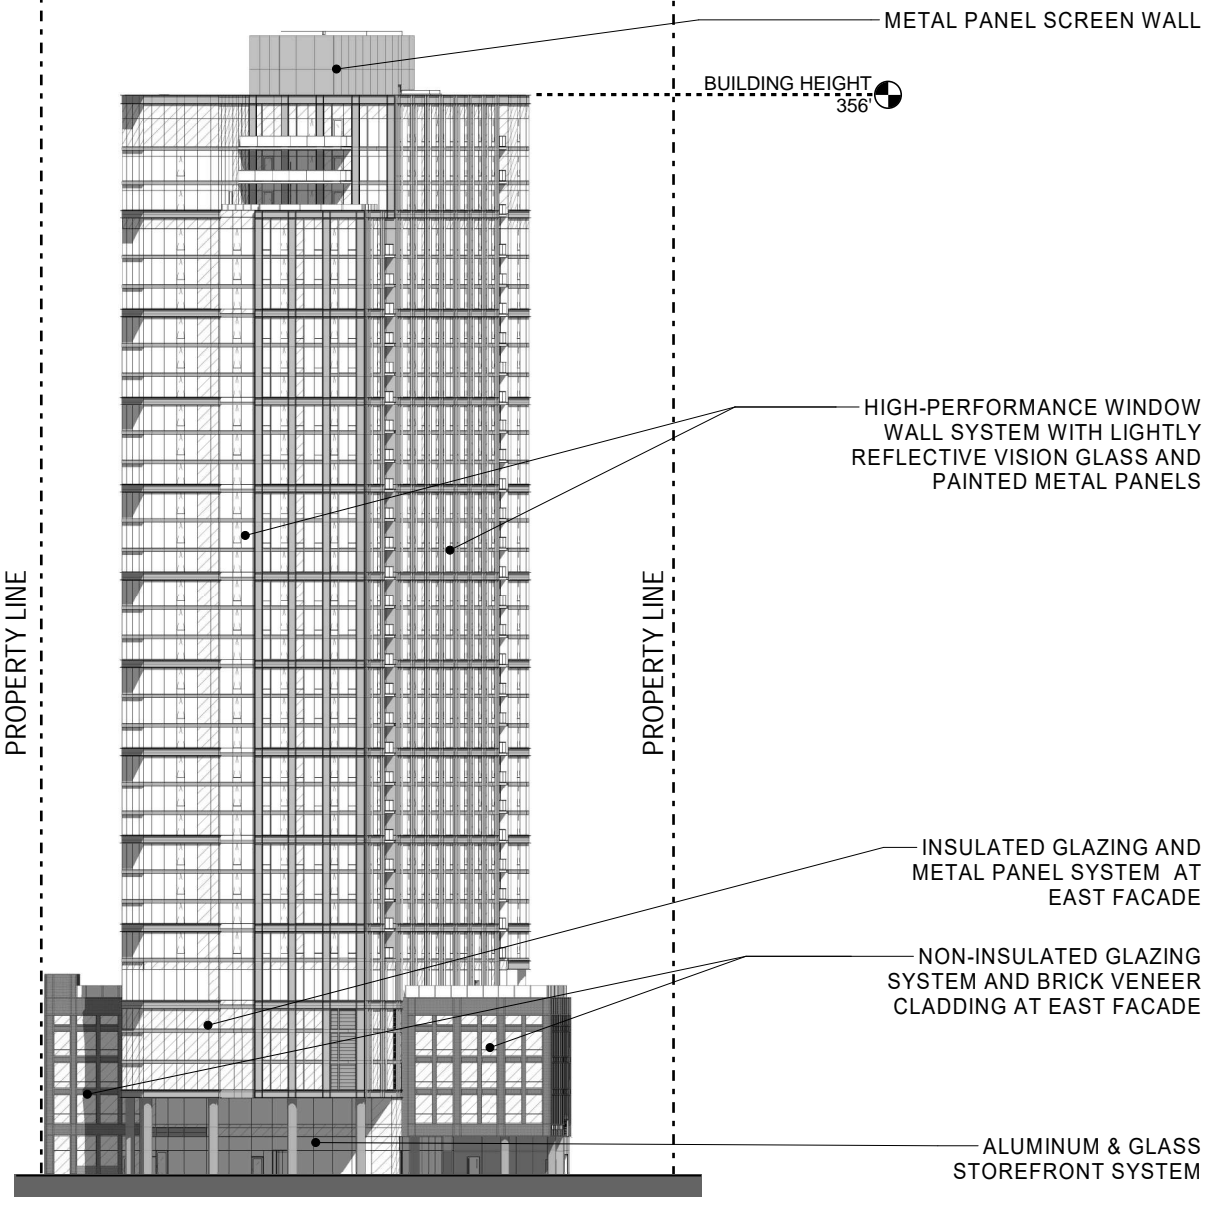 METAL PANEL SCREEN WALL
BUILDING HEIGHT
356'
HIGH-PERFORMANCE WINDOW
WALL SYSTEM WITH LIGHTLY
REFLECTIVE VISION GLASS AND
PAINTED METAL PANELS
PROPERTY LINE
PROPERTY LINE
INSULATED GLAZING AND
METAL PANEL SYSTEM AT
EAST FACADE
NON-INSULATED GLAZING
SYSTEM AND BRICK VENEER
CLADDING AT EAST FACADE
ALUMINUM & GLASS
STOREFRONT SYSTEM